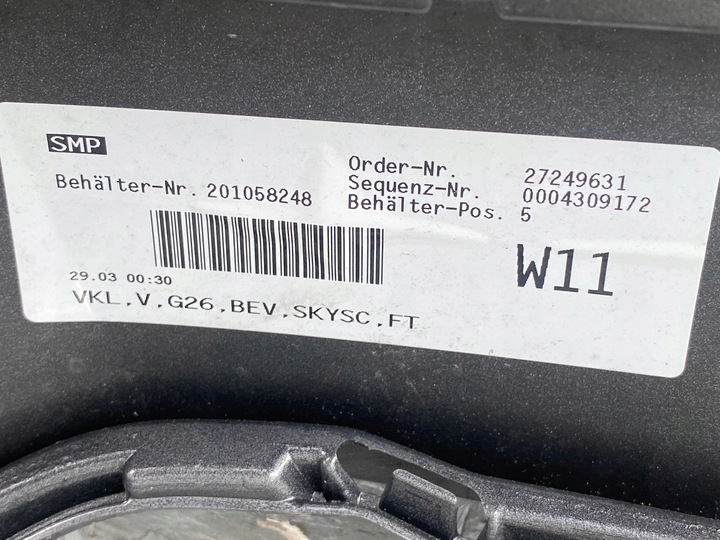 SMP
Order-Nr. 27249631
Behälter-Nr. 201058248 Sequenz-Nr. 0004309172
Behälter-Pos. 5
W11
29.03 00:30
VKL,V,G26,BEV,SKYSC,FT